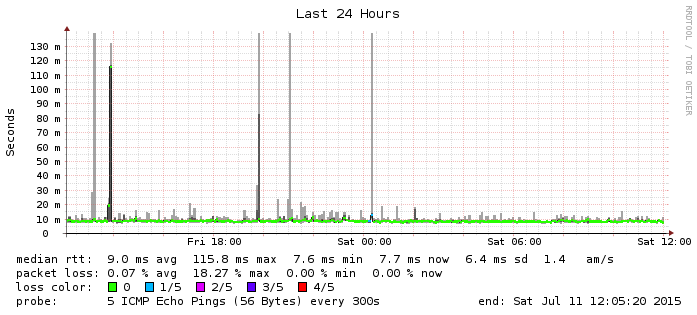 Last 24 Hours
RRDTOOL / TOBI OETIKER
Seconds
130 m
120 m
110 m
100 m
90 m
80 m
70 m
60 m
50 m
40 m
30 m
20 m
10 m
0
Fri 18:00 Sat 00:00 Sat 06:00 Sat 12:00
median rtt: 9.0 ms avg 115.8 ms max 7.6 ms min 7.7 ms now 6.4 ms sd 1.4 am/s
packet loss: 0.07 % avg 18.27 % max 0.00 % min 0.00 % now
loss color: 0 1/5 2/5 3/5 4/5
probe: 5 ICMP Echo Pings (56 Bytes) every 300s end: Sat Jul 11 12:05:20 2015